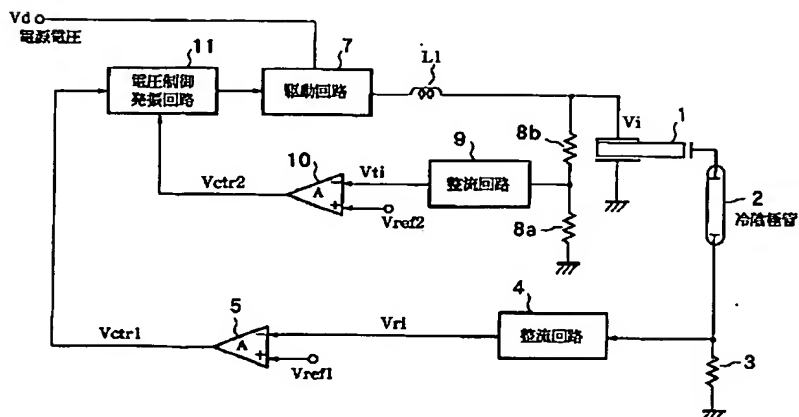 Vd
電源電圧
11
7
L1
電圧制御
発振回路
駆動回路
Vi
1
8b
9
10
Vti
整流回路
A
Vctr2
Vref2
8a
2
冷陰極管
4
5
Vri
整流回路
Vctr1
A
3
Vref1